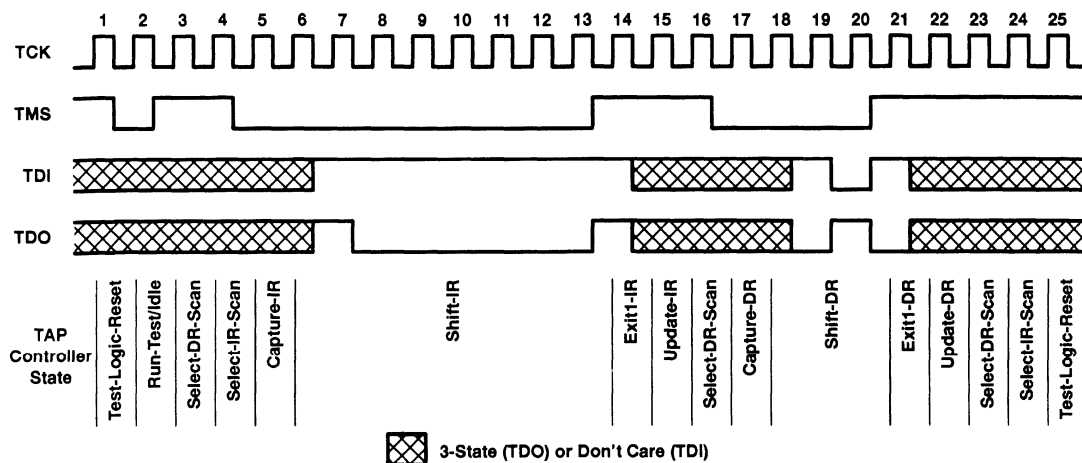 1 2 3 4 5 6 7 8 9 10 11 12 13 14 15 16 17 18 19 20 21 22 23 24 25
TCK
TMS
TDI
TDO
TAP
Controller
State
Test-Logic-Reset
Run-Test/Idle
Select-DR-Scan
Select-IR-Scan
Capture-IR
Shift-IR
Exit1-IR
Update-IR
Select-DR-Scan
Capture-DR
Shift-DR
Exit1-DR
Update-DR
Select-DR-Scan
Select-IR-Scan
Test-Logic-Reset
3-State (TDO) or Don't Care (TDI)